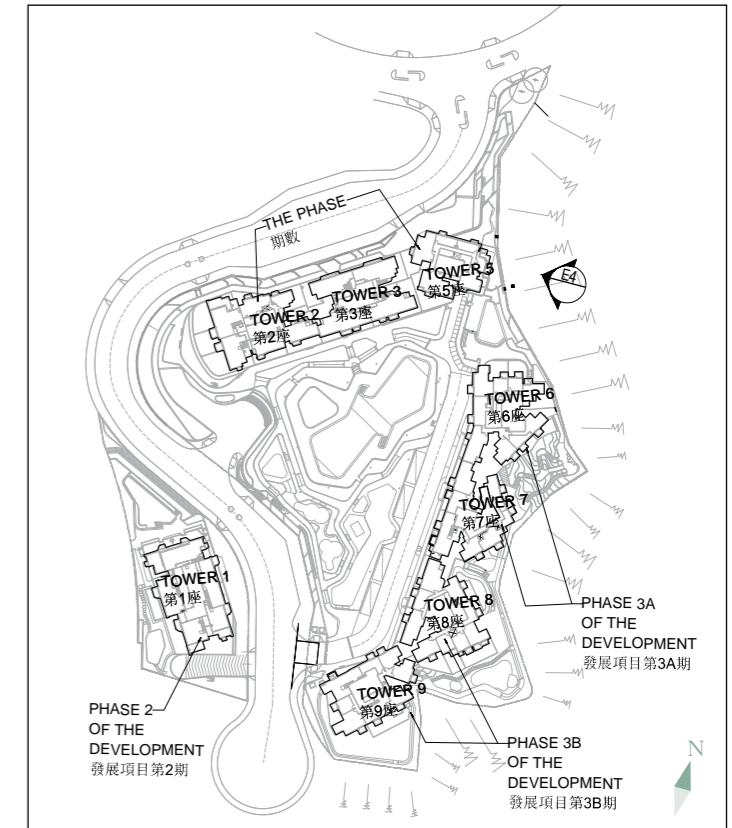 THE PHASE
期數
TOWER 5
第5座
E4
TOWER 3
第3座
TOWER 2
第2座
TOWER 6
第6座
TOWER 7
第7座
TOWER 1
第1座
TOWER 8
第8座
PHASE 3A
OF THE
DEVELOPMENT
發展項目第3A期
TOWER 9
第9座
PHASE 2
OF THE
DEVELOPMENT
發展項目第2期
PHASE 3B
OF THE
DEVELOPMENT
發展項目第3B期
N